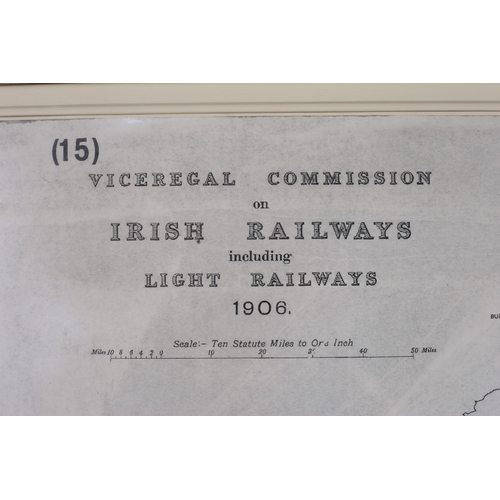 (15)
VICEREGAL COMMISSION
on
IRISH RAILWAYS
including
LIGHT RAILWAYS
1906.
Scale:- Ten Statute Miles to One Inch
Miles 10 8 6 4 2 0 10 20 30 40 50 Miles
BU